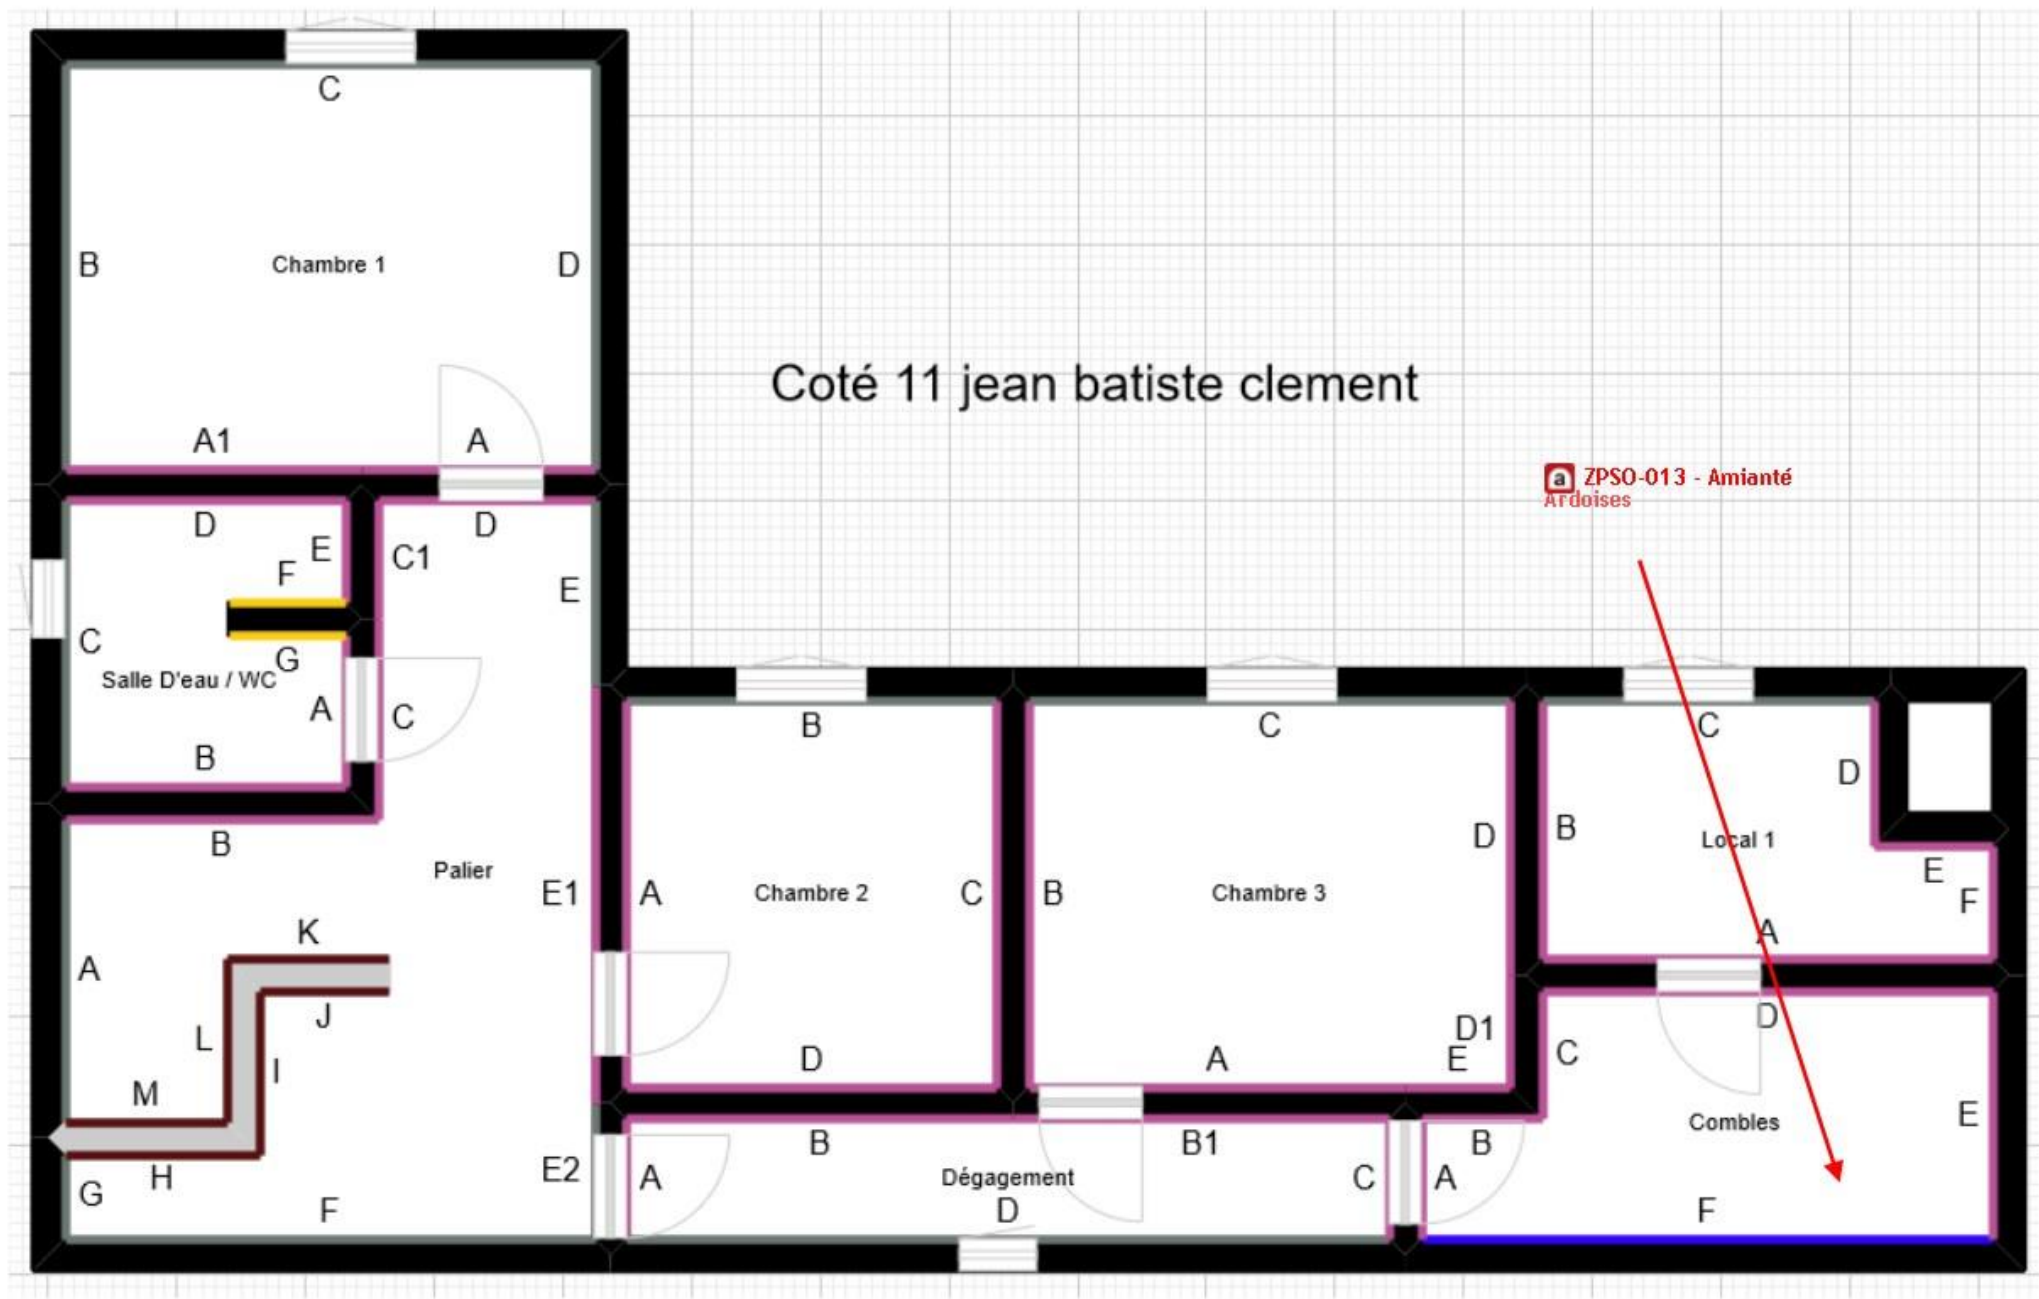 C
B
Chambre 1
D
A1
A
Coté 11 jean batiste clement
a ZPSO-013 - Amianté
Ardoises
D
E
F
C1
D
E
C
G
Salle D'eau / WC
A
C
B
B
Palier
E1
A
K
J
L
I
M
H
G
F
E2
B
A
Chambre 2
C
D
C
B
Chambre 3
D
D1
E
A
C
D
B
Local 1
E
F
A
D
C
Combles
E
B
A
F
A
B
B1
Dégagement
D
C